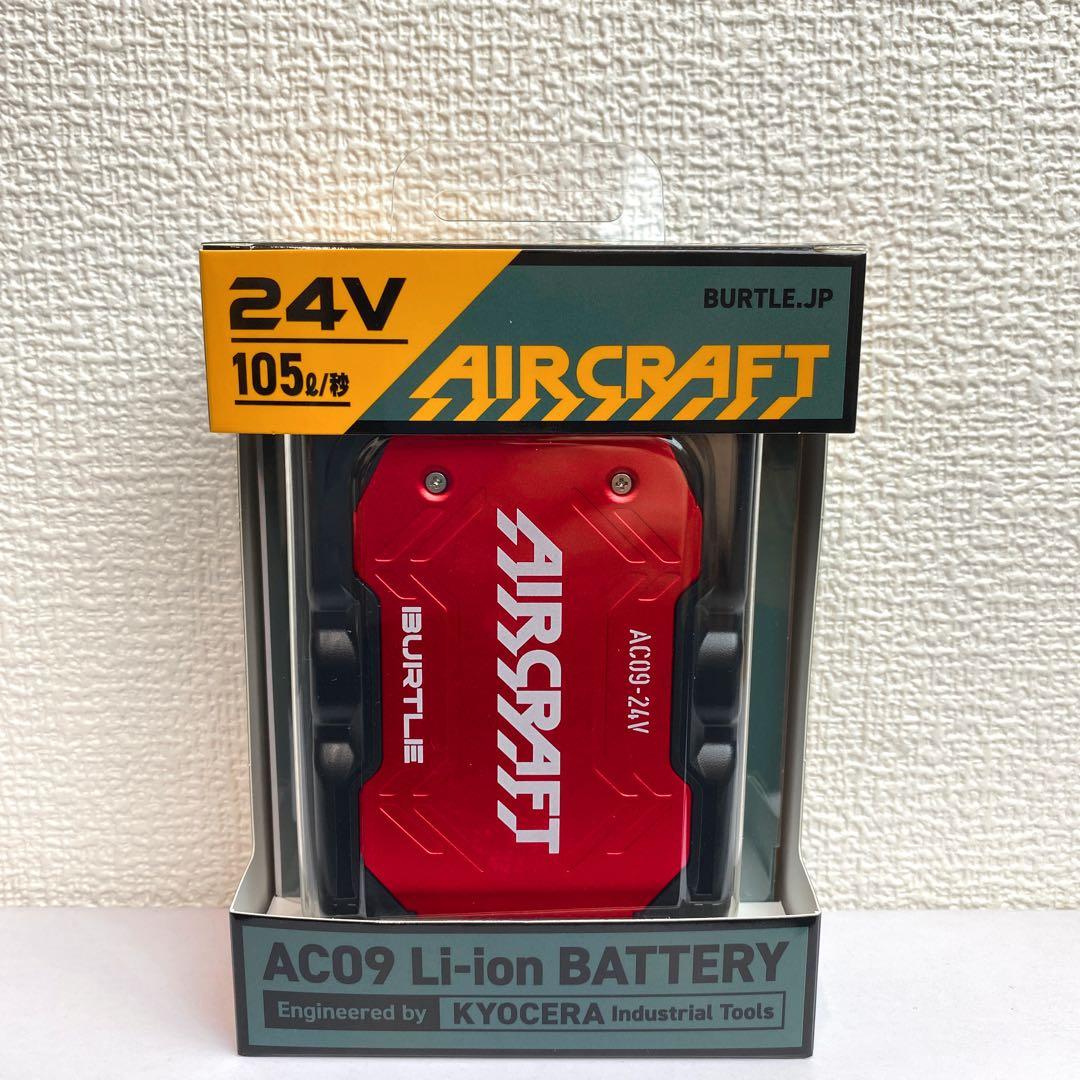 24V
105ℓ/秒
BURTLE.JP
AIRCRAFT
AIRCRAFT
BURTLE
AC09-24V
AC09 Li-ion BATTERY
Engineered by KYOCERA Industrial Tools